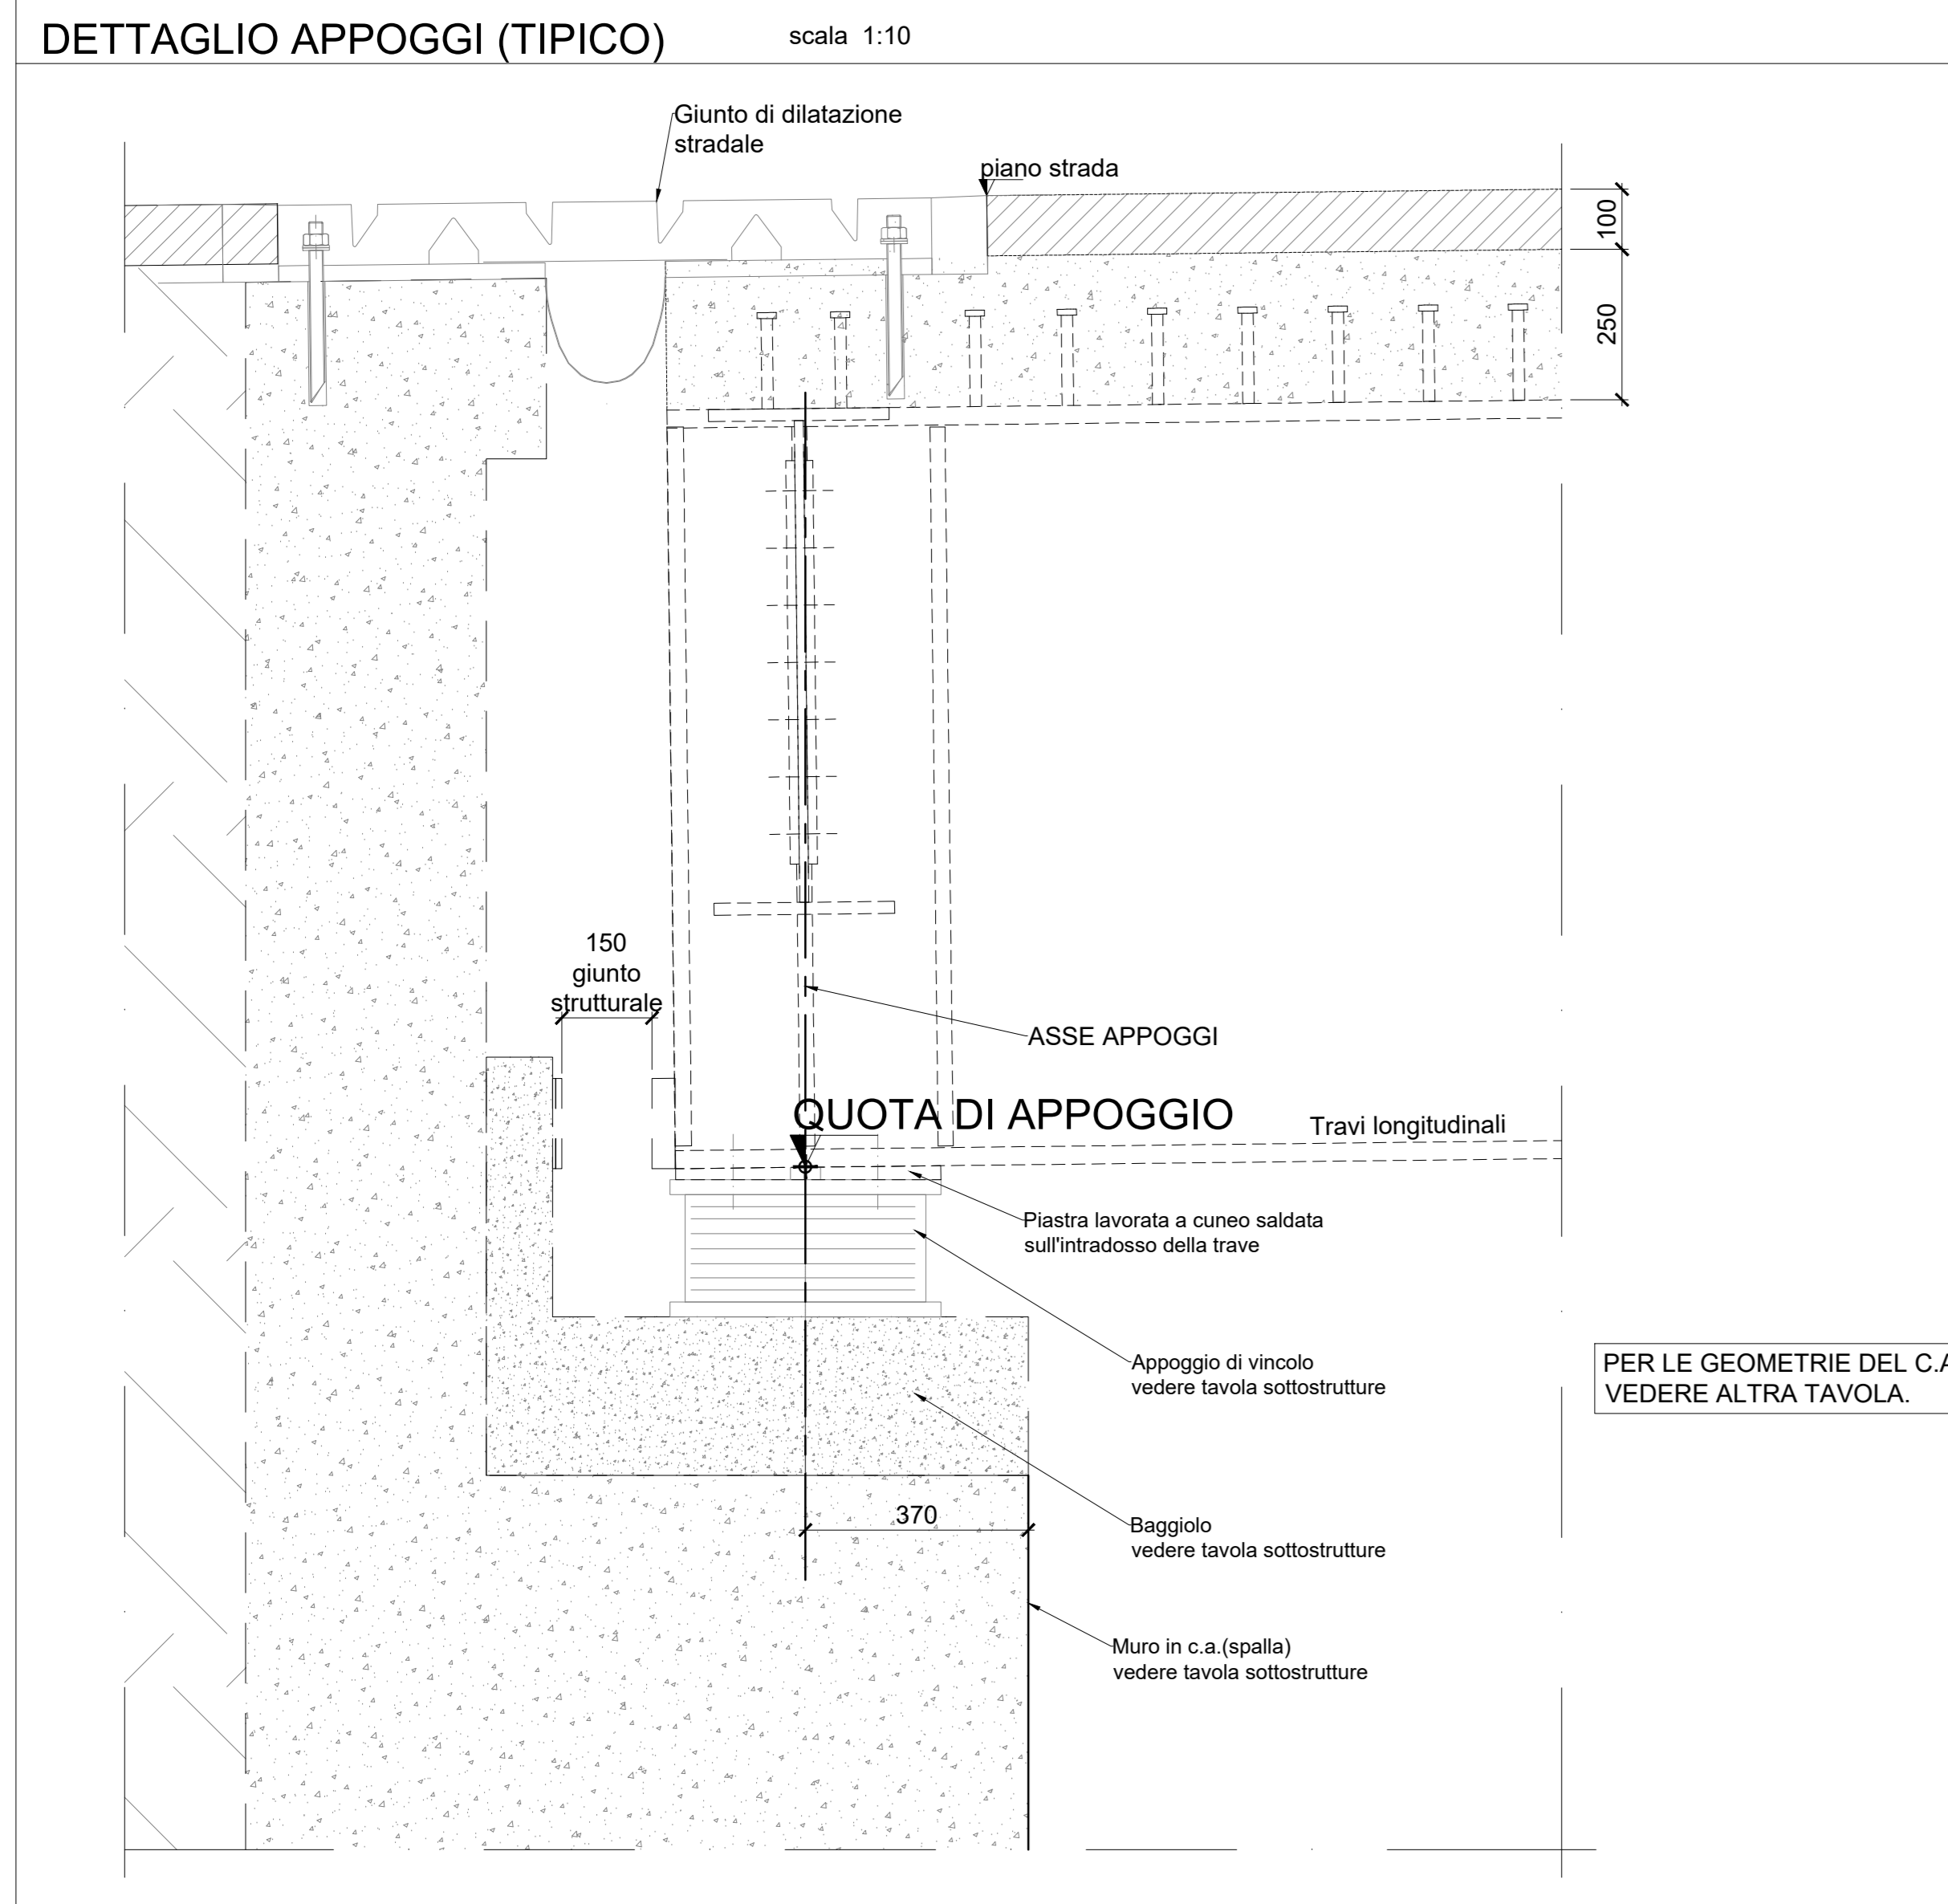 DETTAGLIO APPOGGI (TIPICO)
scala 1:10
Giunto di dilatazione
stradale
piano strada
100
250
150
giunto
strutturale
ASSE APPOGGI
QUOTA DI APPOGGIO
Travi longitudinali
Piastra lavorata a cuneo saldata
sull'intradosso della trave
Appoggio di vincolo
vedere tavola sottostrutture
PER LE GEOMETRIE DEL C.A
VEDERE ALTRA TAVOLA.
370
Baggiolo
vedere tavola sottostrutture
Muro in c.a.(spalla)
vedere tavola sottostrutture